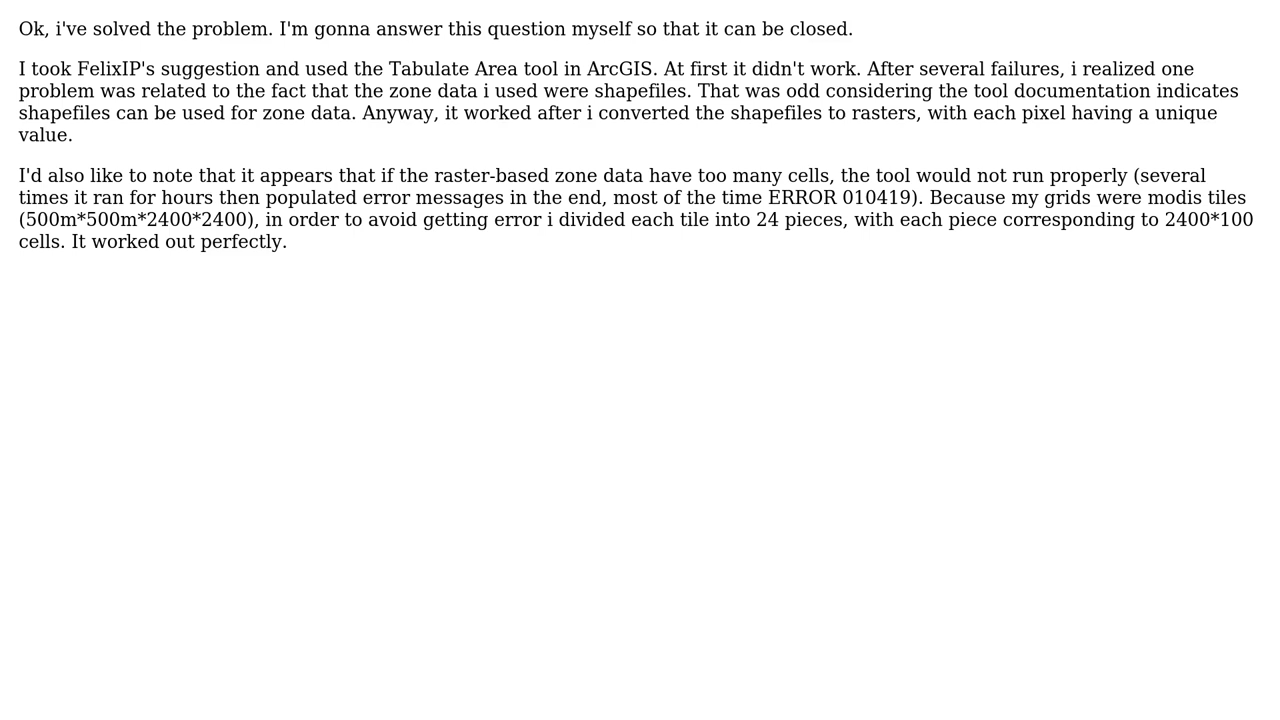 Ok, i've solved the problem. I'm gonna answer this question myself so that it can be closed.
I took FelixIP's suggestion and used the Tabulate Area tool in ArcGIS. At first it didn't work. After several failures, i realized one
problem was related to the fact that the zone data i used were shapefiles. That was odd considering the tool documentation indicates
shapefiles can be used for zone data. Anyway, it worked after i converted the shapefiles to rasters, with each pixel having a unique
value.
I'd also like to note that it appears that if the raster-based zone data have too many cells, the tool would not run properly (several
times it ran for hours then populated error messages in the end, most of the time ERROR 010419). Because my grids were modis tiles
(500m*500m*2400*2400), in order to avoid getting error i divided each tile into 24 pieces, with each piece corresponding to 2400*100
cells. It worked out perfectly.